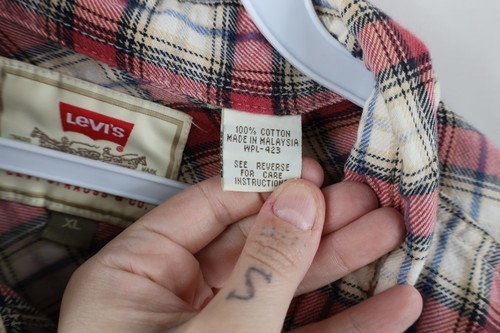 LEVI'S
XL
100% COTTON
MADE IN MALAYSIA
WPL-423
SEE REVERSE
FOR CARE
INSTRUCTIONS